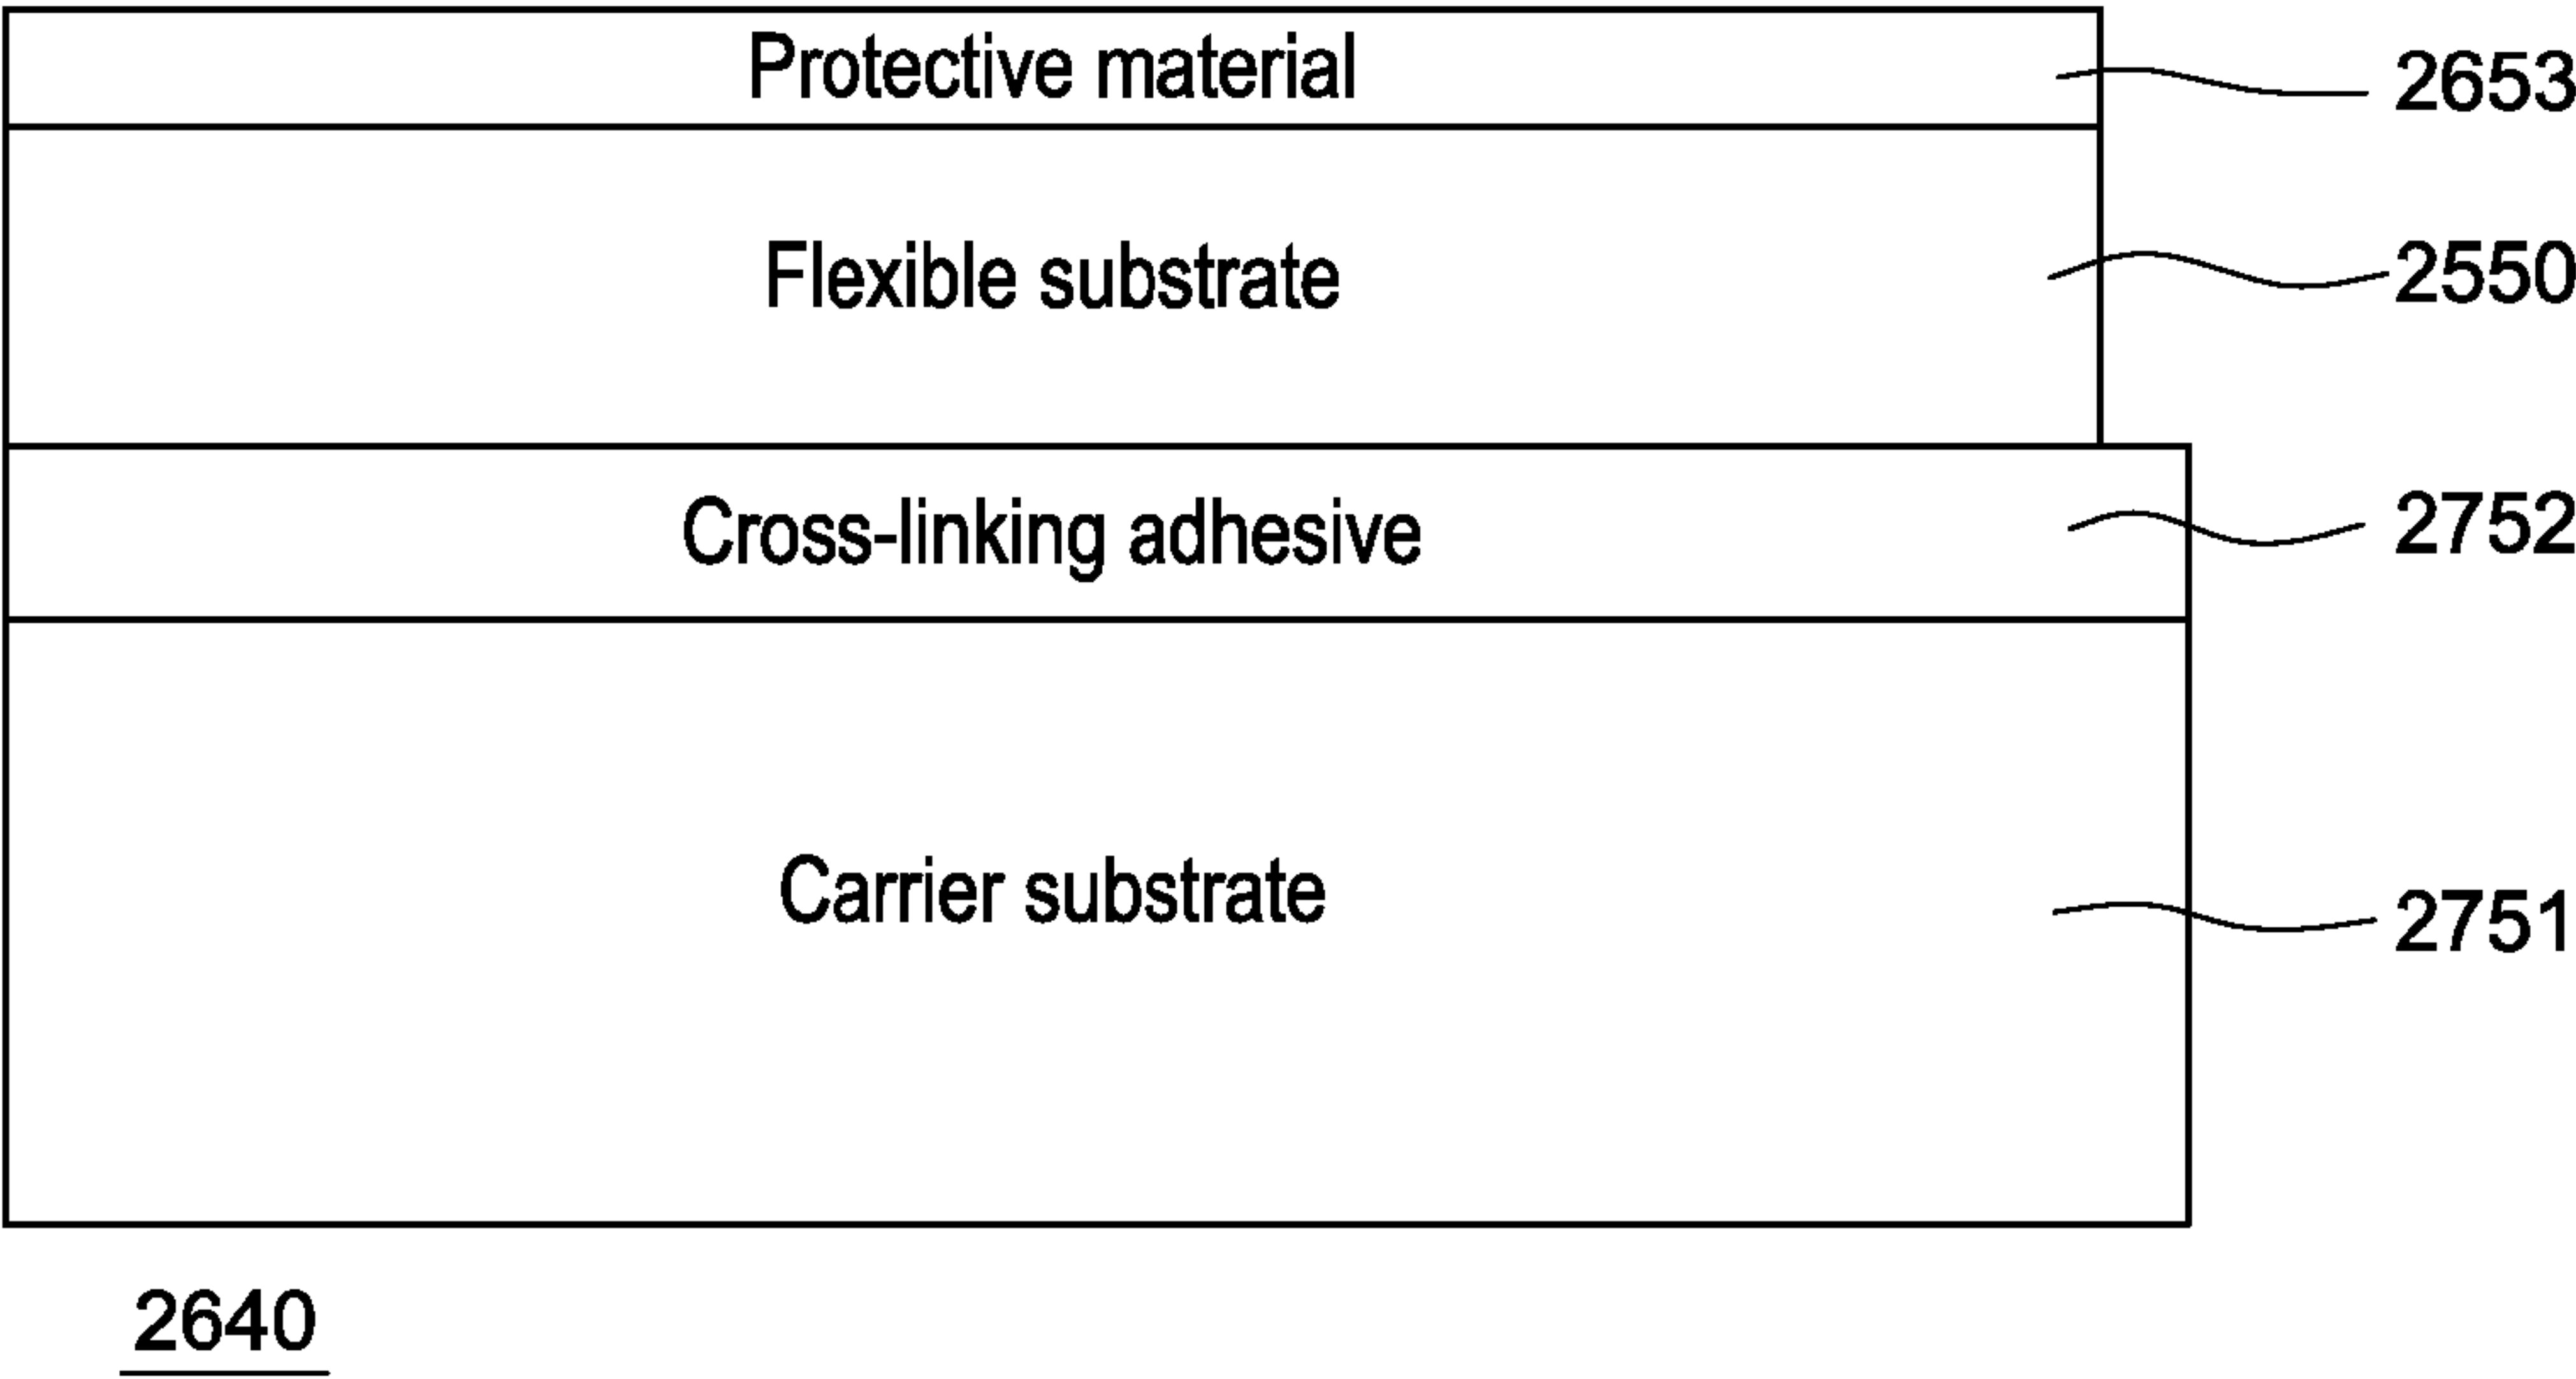 Protective material
2653
Flexible substrate
2550
Cross-linking adhesive
2752
Carrier substrate
2751
2640